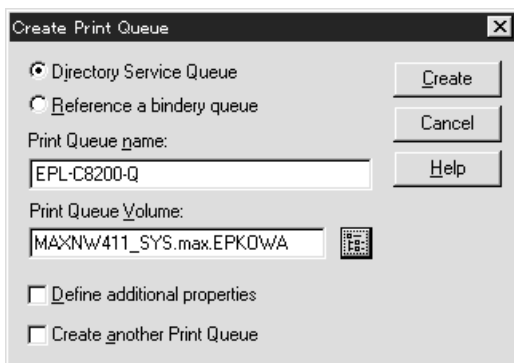 Create Print Queue
Directory Service Queue
Reference a bindery queue
Print Queue name:
EPL-C8200-Q
Print Queue Volume:
MAXNW411_SYS.max.EPKOWA
Define additional properties
Create another Print Queue
Create
Cancel
Help